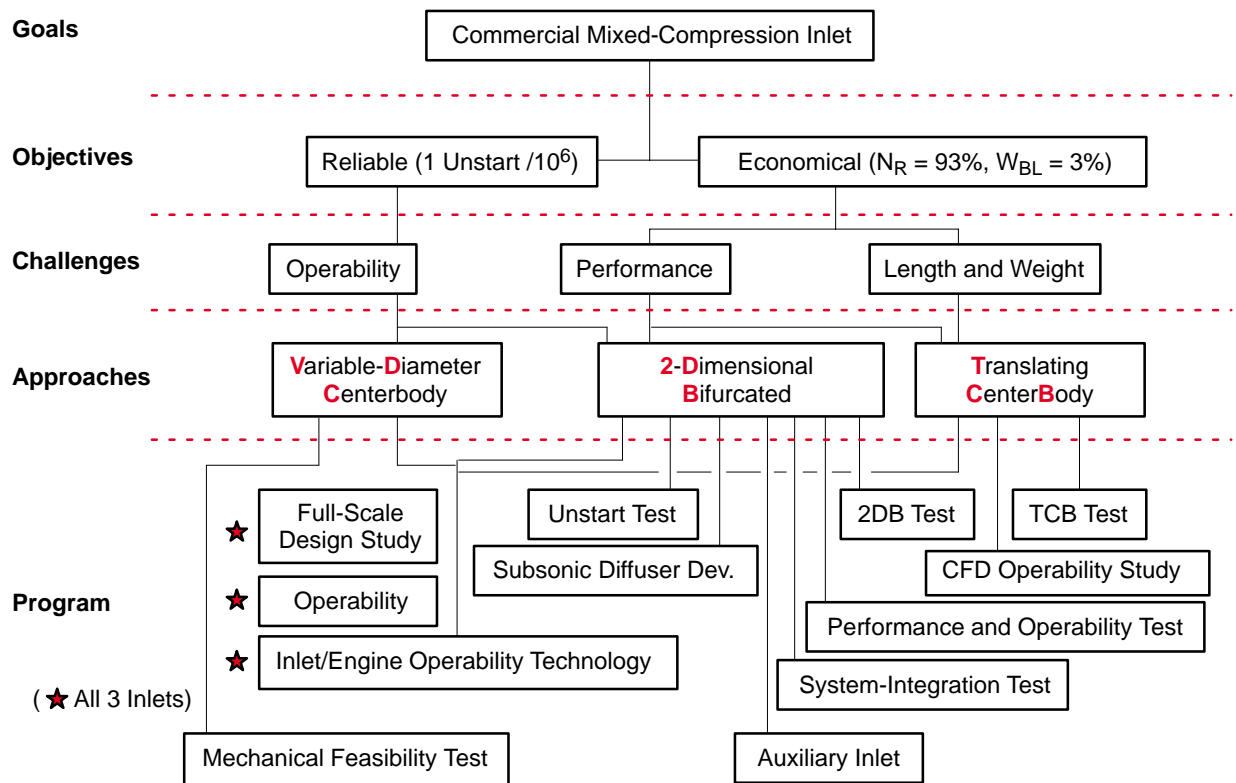 Goals
Commercial Mixed-Compression Inlet
Objectives
Reliable (1 Unstart /10⁶)
Economical (N_R = 93%, W_BL = 3%)
Challenges
Operability
Performance
Length and Weight
Approaches
Variable-Diameter
Centerbody
2-Dimensional
Bifurcated
Translating
CenterBody
Program
Full-Scale
Design Study
Unstart Test
2DB Test
TCB Test
Subsonic Diffuser Dev.
CFD Operability Study
Operability
Performance and Operability Test
Inlet/Engine Operability Technology
System-Integration Test
( ★ All 3 Inlets)
Mechanical Feasibility Test
Auxiliary Inlet